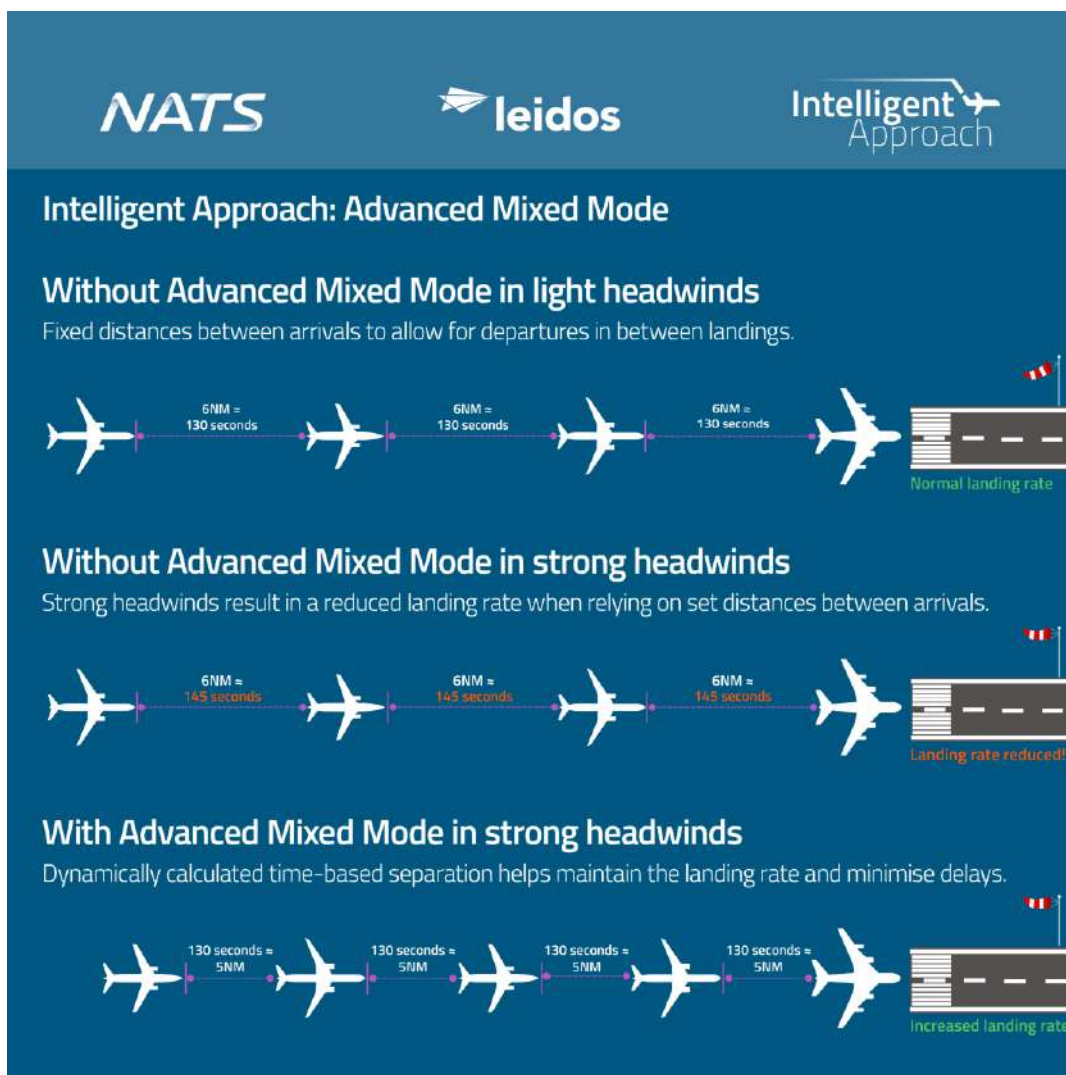 NATS
leidos
Intelligent
Approach
Intelligent Approach: Advanced Mixed Mode
Without Advanced Mixed Mode in light headwinds
Fixed distances between arrivals to allow for departures in between landings.
6NM ≈
130 seconds
6NM ≈
130 seconds
6NM ≈
130 seconds
Normal landing rate
Without Advanced Mixed Mode in strong headwinds
Strong headwinds result in a reduced landing rate when relying on set distances between arrivals.
6NM ≈
145 seconds
6NM ≈
145 seconds
6NM ≈
145 seconds
Landing rate reduced!
With Advanced Mixed Mode in strong headwinds
Dynamically calculated time-based separation helps maintain the landing rate and minimise delays.
130 seconds ≈
5NM
130 seconds ≈
5NM
130 seconds ≈
5NM
130 seconds ≈
5NM
Increased landing rate